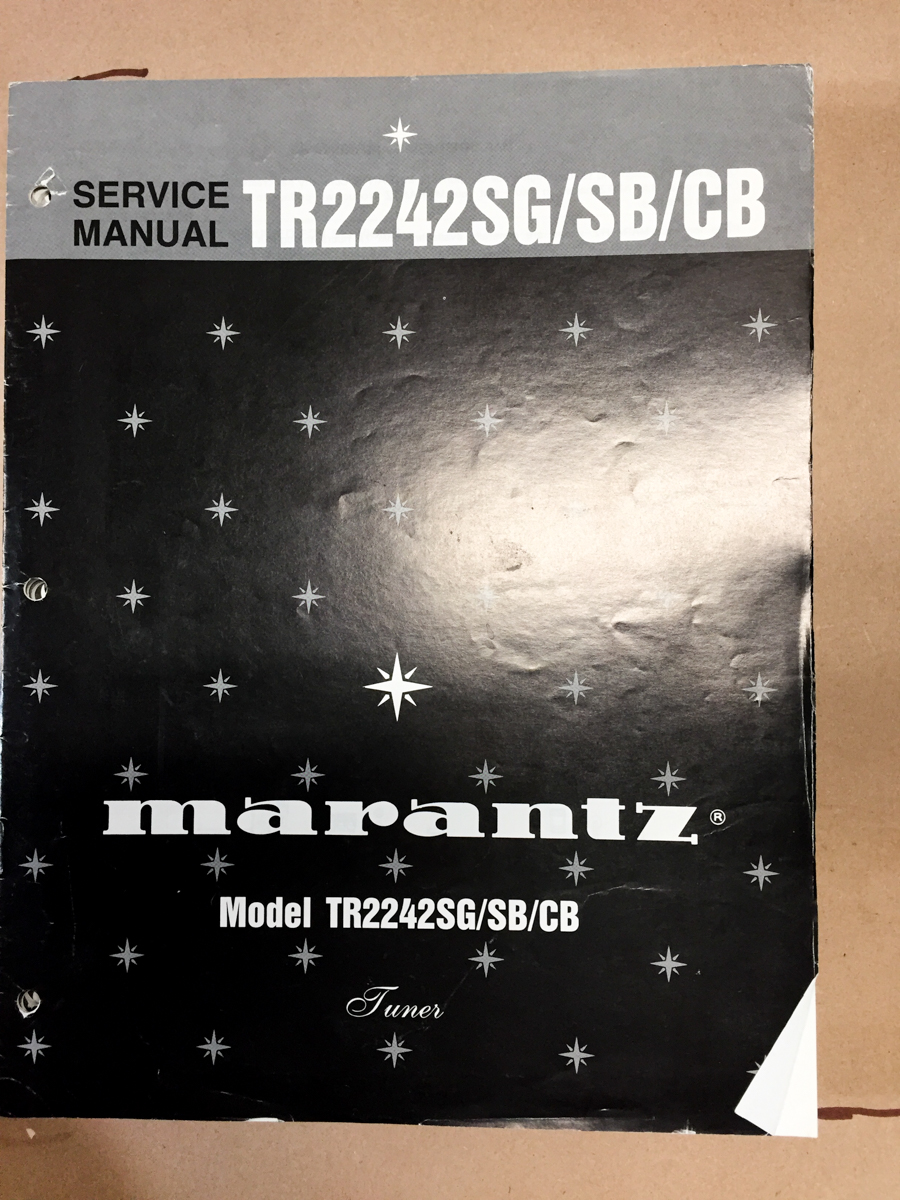 SERVICE
MANUAL
TR2242SG/SB/CB
marantz®
Model TR2242SG/SB/CB
Tuner